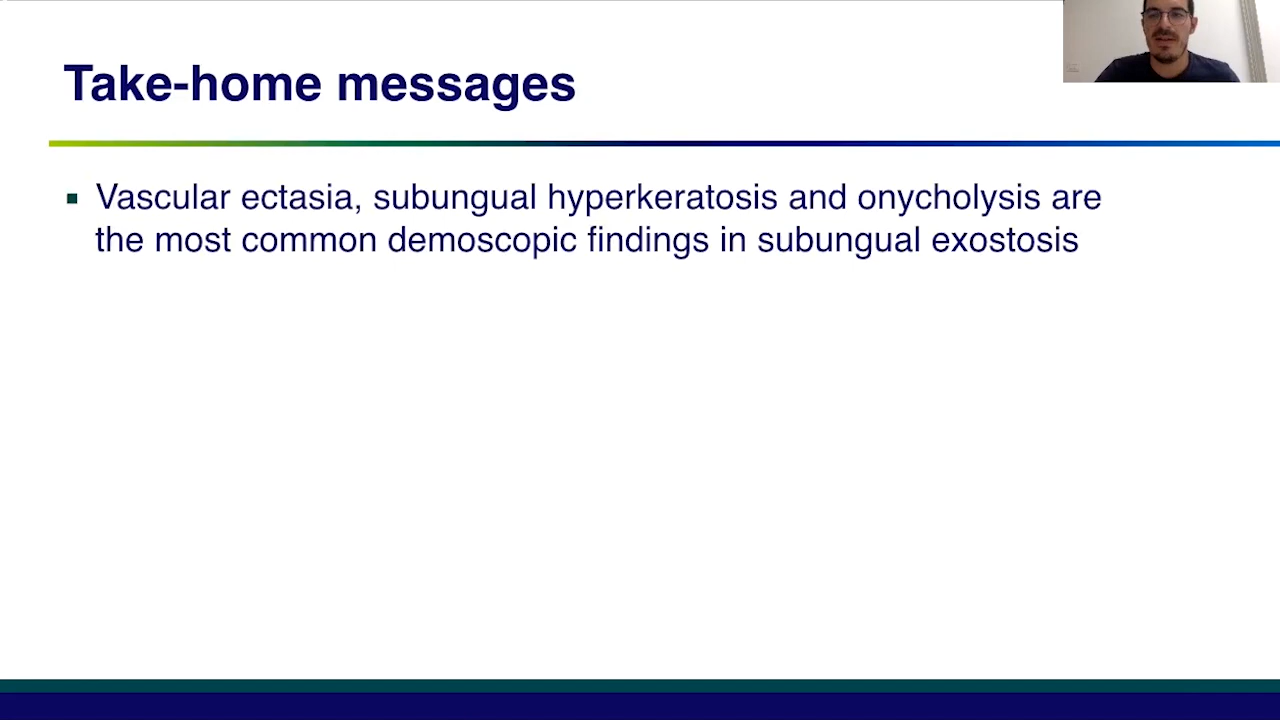 Take-home messages
Vascular ectasia, subungual hyperkeratosis and onycholysis are
the most common demoscopic findings in subungual exostosis